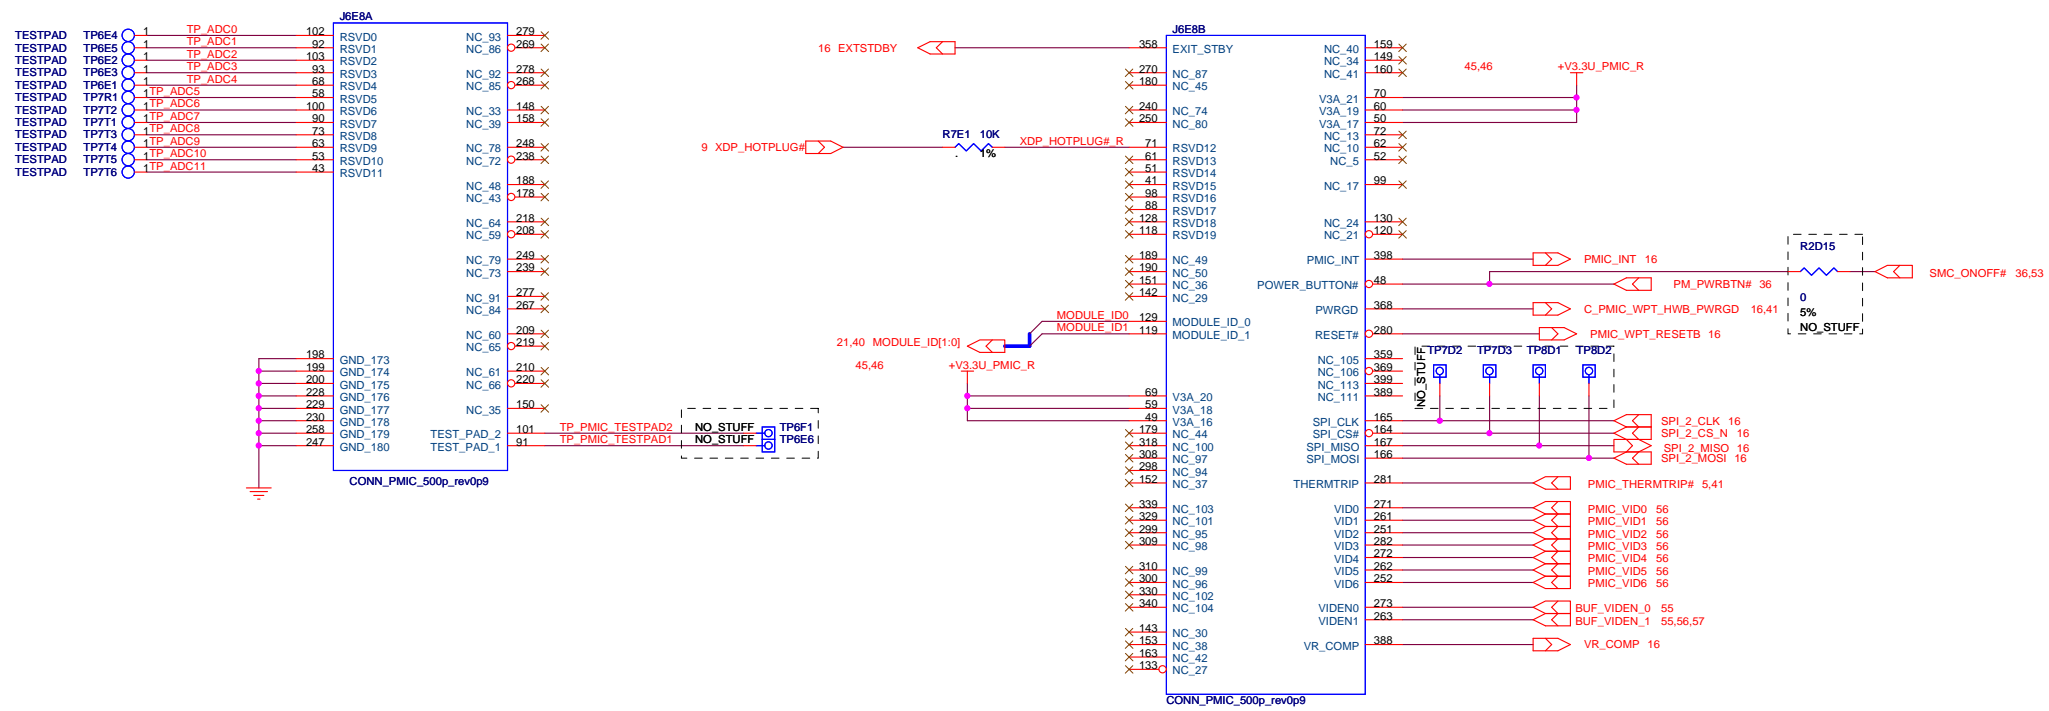 J6E8A
TESTPAD TP6E4 1 TP_ADC0 102 RSVD0
TESTPAD TP6E5 1 TP_ADC1 92 RSVD1
TESTPAD TP6E2 1 TP_ADC2 103 RSVD2
TESTPAD TP6E3 1 TP_ADC3 93 RSVD3
TESTPAD TP6E1 1 TP_ADC4 68 RSVD4
TESTPAD TP7R1 1 TP_ADC5 58 RSVD5
TESTPAD TP7T2 1 TP_ADC6 100 RSVD6
TESTPAD TP7T1 1 TP_ADC7 90 RSVD7
TESTPAD TP7T3 1 TP_ADC8 73 RSVD8
TESTPAD TP7T4 1 TP_ADC9 63 RSVD9
TESTPAD TP7T5 1 TP_ADC10 53 RSVD10
TESTPAD TP7T6 1 TP_ADC11 43 RSVD11
198 GND_173
199 GND_174
200 GND_175
228 GND_176
229 GND_177
230 GND_178
258 GND_179
247 GND_180
NC_93 279
NC_86 269
NC_92 278
NC_85 268
NC_33 148
NC_39 158
NC_78 248
NC_72 238
NC_48 188
NC_43 178
NC_64 218
NC_59 208
NC_79 249
NC_73 239
NC_91 277
NC_84 267
NC_60 209
NC_65 219
NC_61 210
NC_66 220
NC_35 150
TEST_PAD_2 101 TP_PMIC_TESTPAD2 NO_STUFF TP6F1
TEST_PAD_1 91 TP_PMIC_TESTPAD1 NO_STUFF TP6E6
CONN_PMIC_500p_rev0p9
J6E8B
16 EXTSTDBY 358 EXIT_STBY
270 NC_87
180 NC_45
240 NC_74
250 NC_80
R7E1 10K
9 XDP_HOTPLUG# . 1% XDP_HOTPLUG#_R 71 RSVD12
61 RSVD13
51 RSVD14
41 RSVD15
98 RSVD16
88 RSVD17
128 RSVD18
118 RSVD19
189 NC_49
190 NC_50
151 NC_36
142 NC_29
MODULE_ID0 129 MODULE_ID_0
MODULE_ID1 119 MODULE_ID_1
21,40 MODULE_ID[1:0]
45,46 +V3.3U_PMIC_R
69 V3A_20
59 V3A_18
49 V3A_16
179 NC_44
318 NC_100
308 NC_97
298 NC_94
152 NC_37
339 NC_103
329 NC_101
299 NC_95
309 NC_98
310 NC_99
300 NC_96
330 NC_102
340 NC_104
143 NC_30
153 NC_38
163 NC_42
133 NC_27
NC_40 159
NC_34 149
NC_41 160
45,46 +V3.3U_PMIC_R
V3A_21 70
V3A_19 60
V3A_17 50
NC_13 72
NC_10 62
NC_5 52
NC_17 99
NC_24 130
NC_21 120
PMIC_INT 398 PMIC_INT 16
POWER_BUTTON# 48 PM_PWRBTN# 36
R2D15
0
5%
NO_STUFF
SMC_ONOFF# 36,53
PWRGD 368 C_PMIC_WPT_HWB_PWRGD 16,41
RESET# 280 PMIC_WPT_RESETB 16
NC_105 359
NC_106 369
NC_113 399
NC_111 389
NO_STUFF
TP7D2 TP7D3 TP8D1 TP8D2
SPI_CLK 165 SPI_2_CLK 16
SPI_CS# 164 SPI_2_CS_N 16
SPI_MISO 167 SPI_2_MISO 16
SPI_MOSI 166 SPI_2_MOSI 16
THERMTRIP 281 PMIC_THERMTRIP# 5,41
VID0 271 PMIC_VID0 56
VID1 261 PMIC_VID1 56
VID2 251 PMIC_VID2 56
VID3 282 PMIC_VID3 56
VID4 272 PMIC_VID4 56
VID5 262 PMIC_VID5 56
VID6 252 PMIC_VID6 56
VIDEN0 273 BUF_VIDEN_0 55
VIDEN1 263 BUF_VIDEN_1 55,56,57
VR_COMP 388 VR_COMP 16
CONN_PMIC_500p_rev0p9